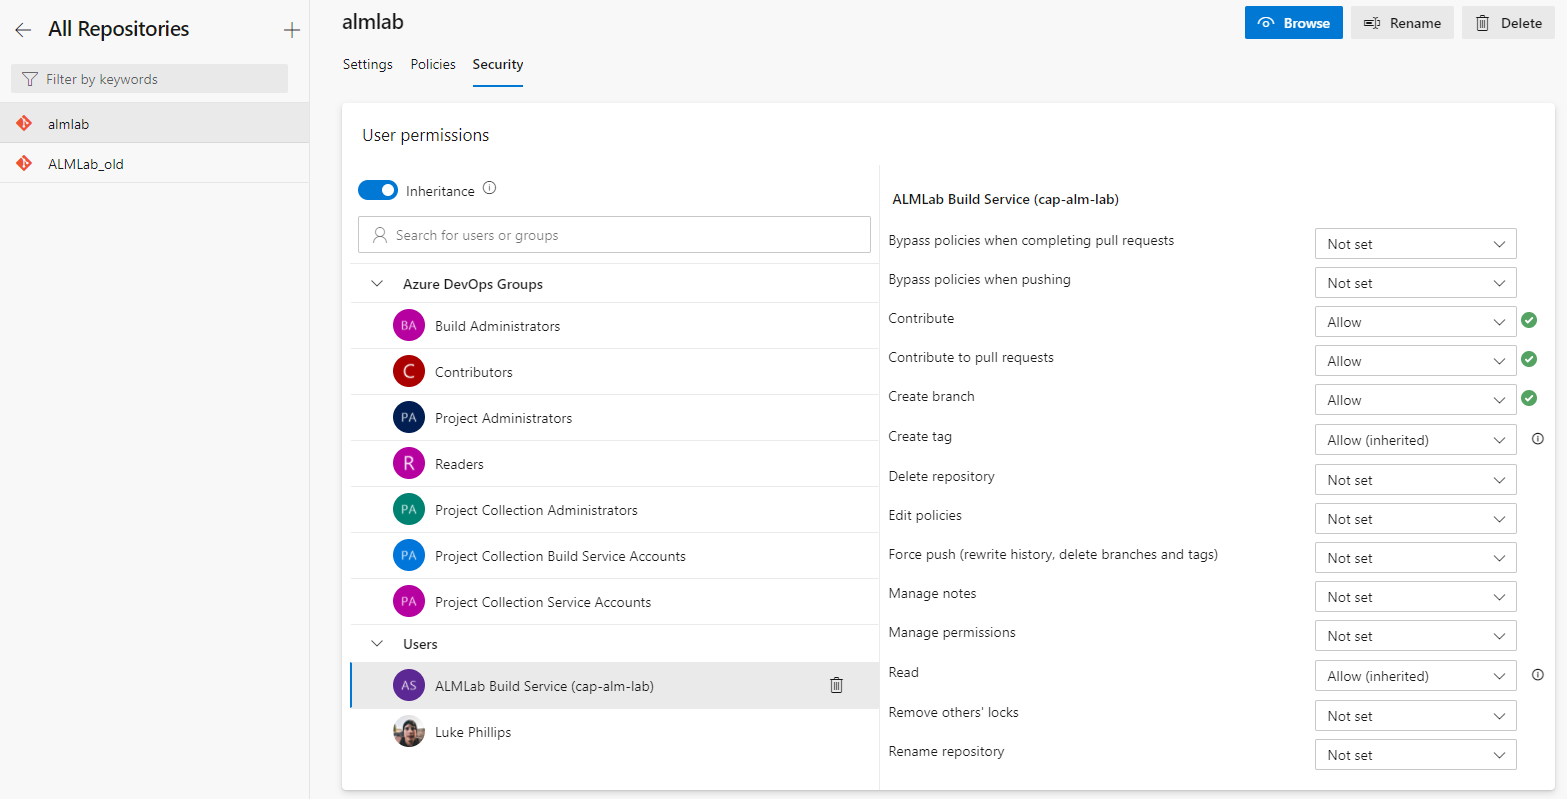 All Repositories
Filter by keywords
almlab
ALMLab_old
almlab
Browse
Rename
Delete
Settings Policies Security
User permissions
Inheritance
Search for users or groups
Azure DevOps Groups
BA Build Administrators
C Contributors
PA Project Administrators
R Readers
PA Project Collection Administrators
PA Project Collection Build Service Accounts
PA Project Collection Service Accounts
Users
AS ALMLab Build Service (cap-alm-lab)
Luke Phillips
ALMLab Build Service (cap-alm-lab)
Bypass policies when completing pull requests Not set
Bypass policies when pushing Not set
Contribute Allow
Contribute to pull requests Allow
Create branch Allow
Create tag Allow (inherited)
Delete repository Not set
Edit policies Not set
Force push (rewrite history, delete branches and tags) Not set
Manage notes Not set
Manage permissions Not set
Read Allow (inherited)
Remove others' locks Not set
Rename repository Not set